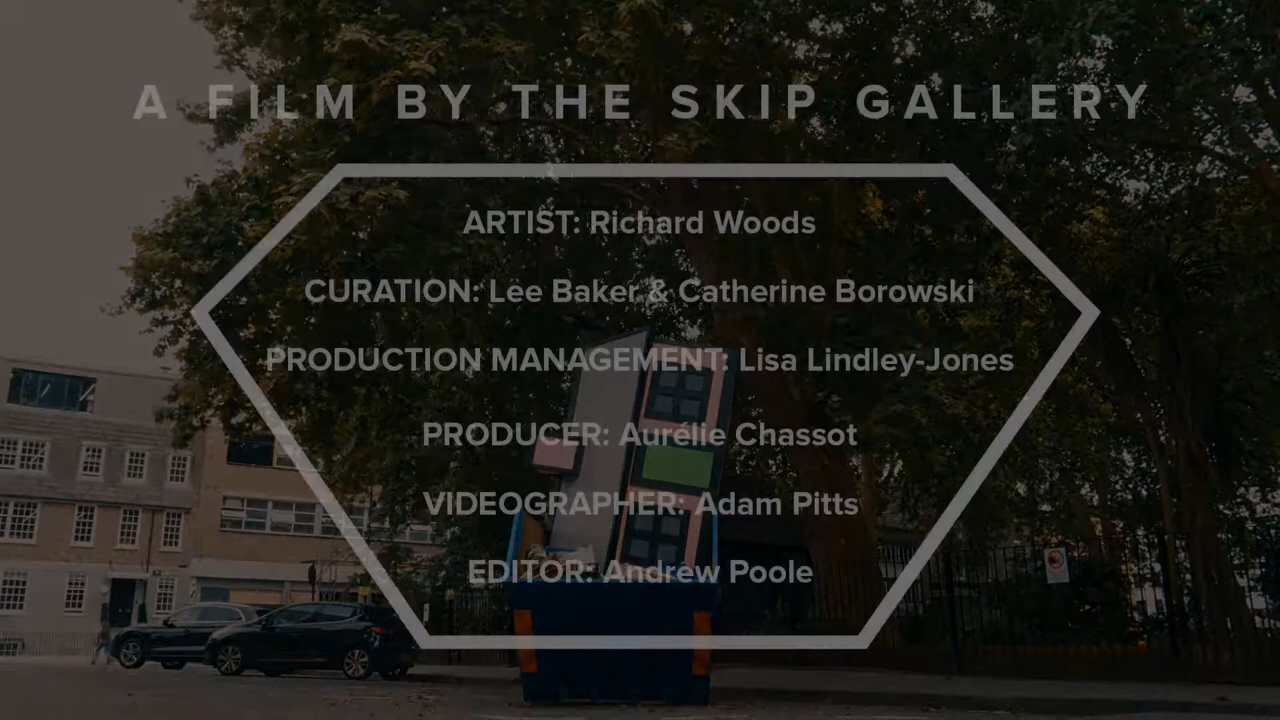 A FILM BY THE SKIP GALLERY
ARTIST: Richard Woods
CURATION: Lee Baker & Catherine Borowski
PRODUCTION MANAGEMENT: Lisa Lindley-Jones
PRODUCER: Aurélie Chassot
VIDEOGRAPHER: Adam Pitts
EDITOR: Andrew Poole